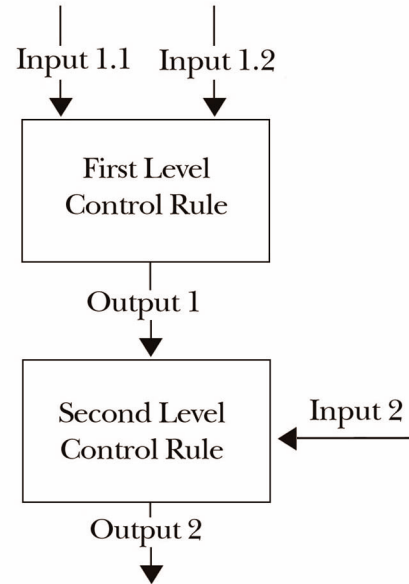 Input 1.1
Input 1.2
First Level
Control Rule
Output 1
Second Level
Control Rule
Input 2
Output 2